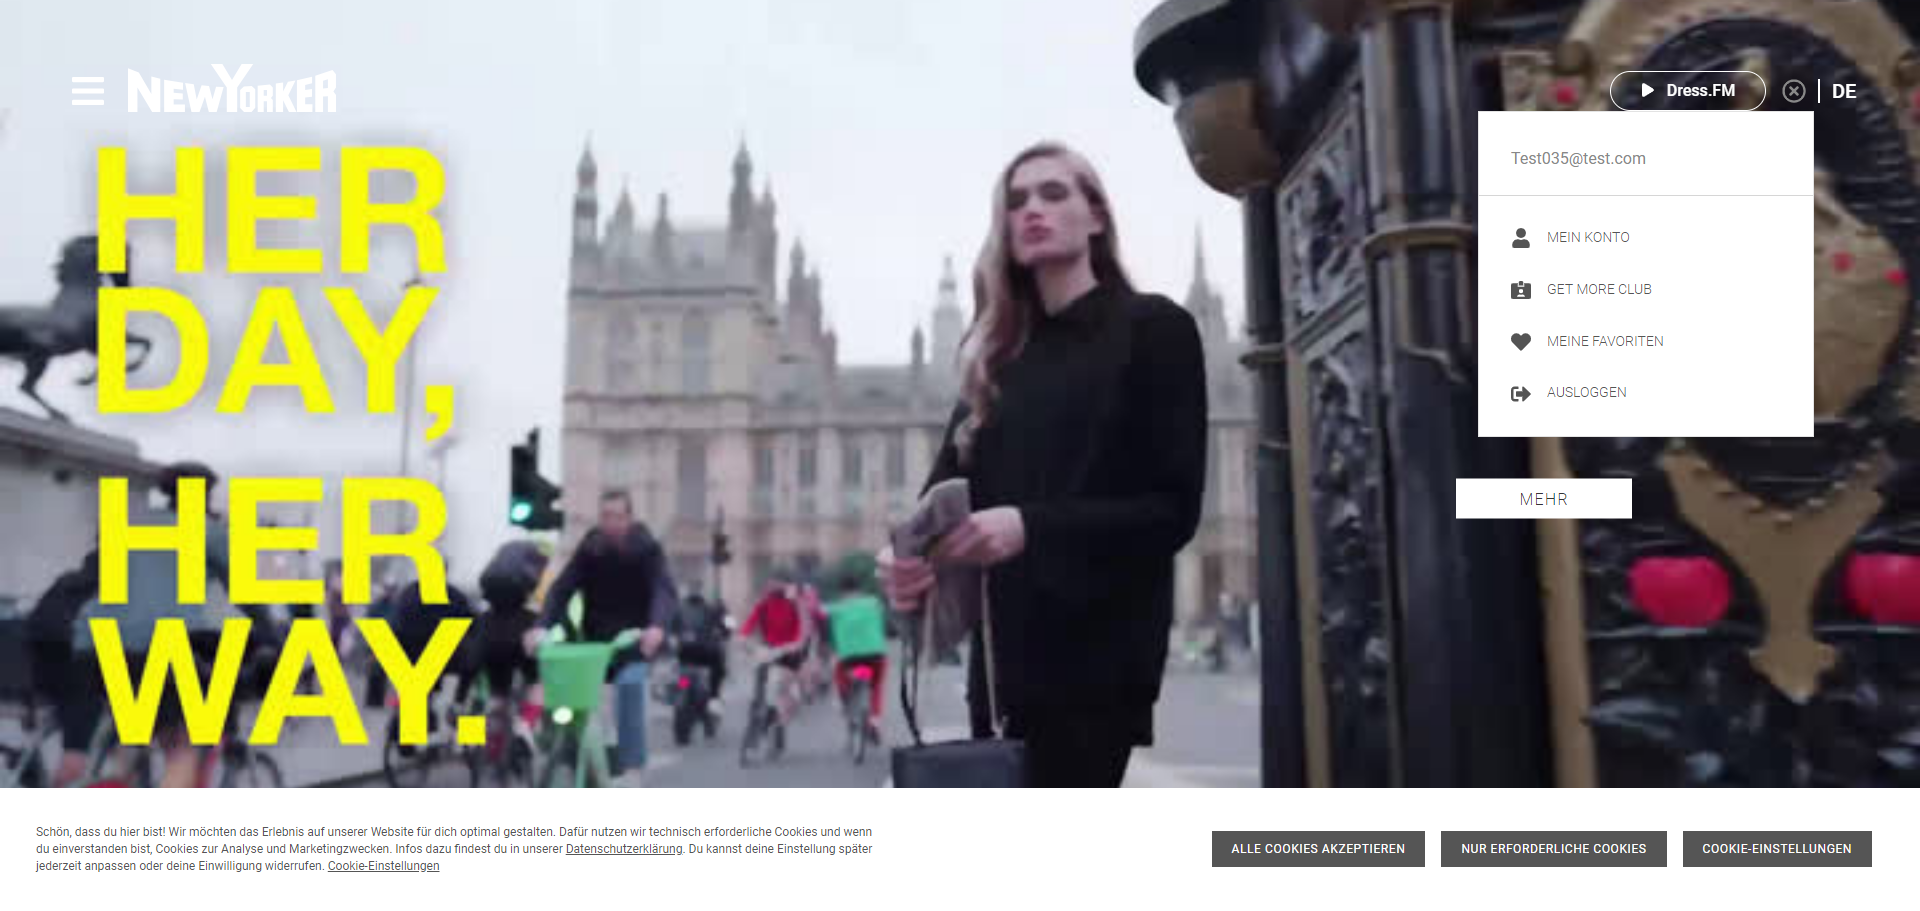 NEWYORKER
Dress.FM
DE
Test035@test.com
MEIN KONTO
GET MORE CLUB
MEINE FAVORITEN
AUSLOGGEN
HER
DAY,
HER
WAY.
MEHR
Schön, dass du hier bist! Wir möchten das Erlebnis auf unserer Website für dich optimal gestalten. Dafür nutzen wir technisch erforderliche Cookies und wenn
du einverstanden bist, Cookies zur Analyse und Marketingzwecken. Infos dazu findest du in unserer Datenschutzerklärung. Du kannst deine Einstellung später
jederzeit anpassen oder deine Einwilligung widerrufen. Cookie-Einstellungen
ALLE COOKIES AKZEPTIEREN
NUR ERFORDERLICHE COOKIES
COOKIE-EINSTELLUNGEN